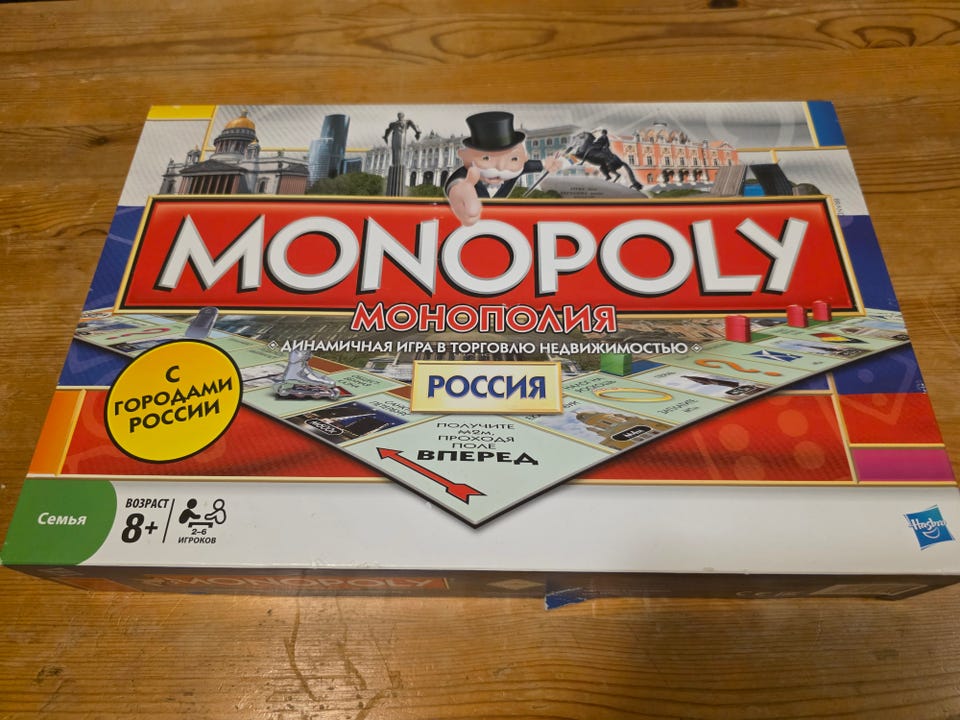 MONOPOLY
МОНОПОЛИЯ
ДИНАМИЧНАЯ ИГРА В ТОРГОВЛЮ НЕДВИЖИМОСТЬЮ
РОССИЯ
С
ГОРОДАМИ
РОССИИ
ПОЛУЧИТЕ
₩2М
ПРОХОДЯ
ПОЛЕ
ВПЕРЕД
Семья
ВОЗРАСТ
8+
2–6
ИГРОКОВ
Hasbro
MONOPOLY